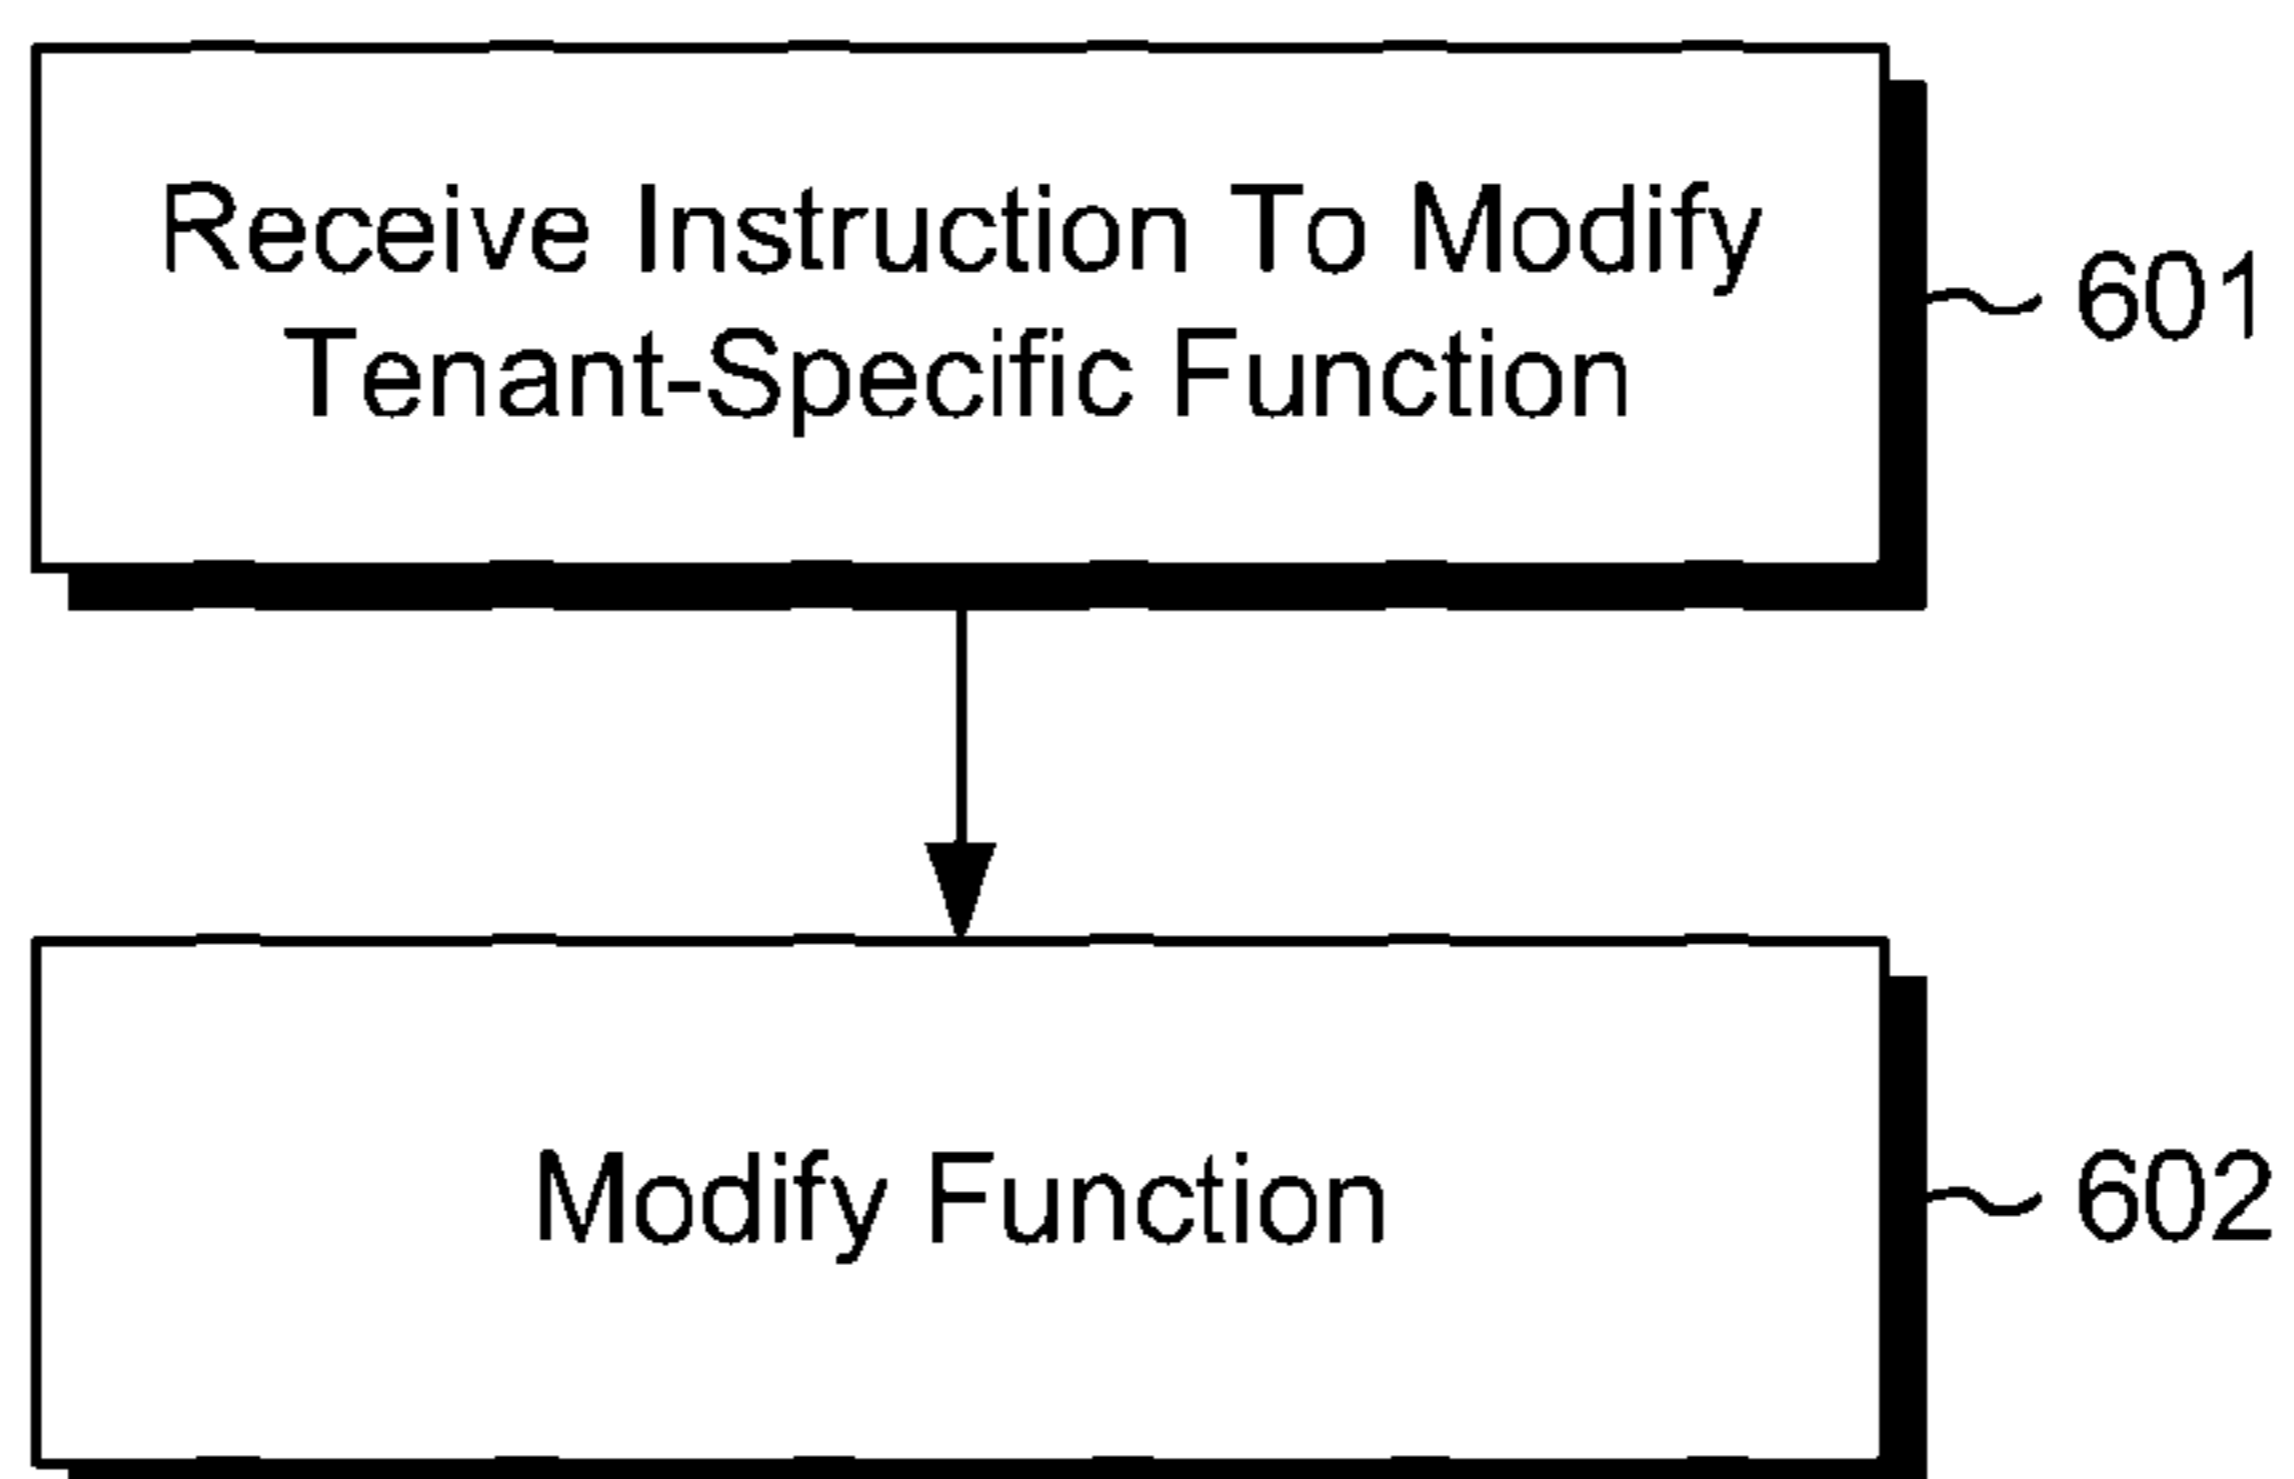 Receive Instruction To Modify
Tenant-Specific Function
601
Modify Function
602